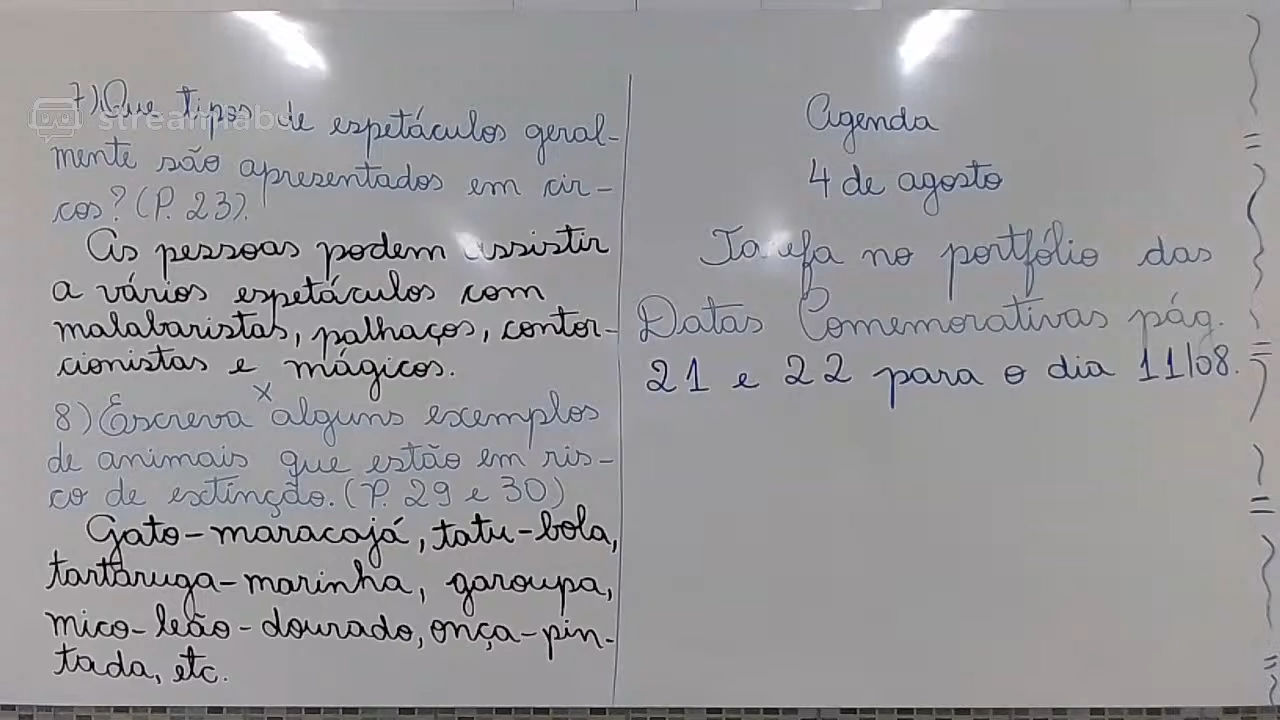 7) Que tipos de espetáculos geral-
mente são apresentados em cir-
cos? (P. 23).
As pessoas podem assistir
a vários espetáculos com
malabaristas, palhaços, contor-
cionistas e mágicos.
x
8) Escreva alguns exemplos
de animais que estão em ris-
co de extinção. (P. 29 e 30)
Gato-maracajá, tatu-bola,
tartaruga-marinha, garoupa,
mico-leão-dourado, onça-pin-
tada, etc.
Agenda
4 de agosto
Tarefa no portfólio das
Datas Comemorativas pág.
21 e 22 para o dia 11/08.